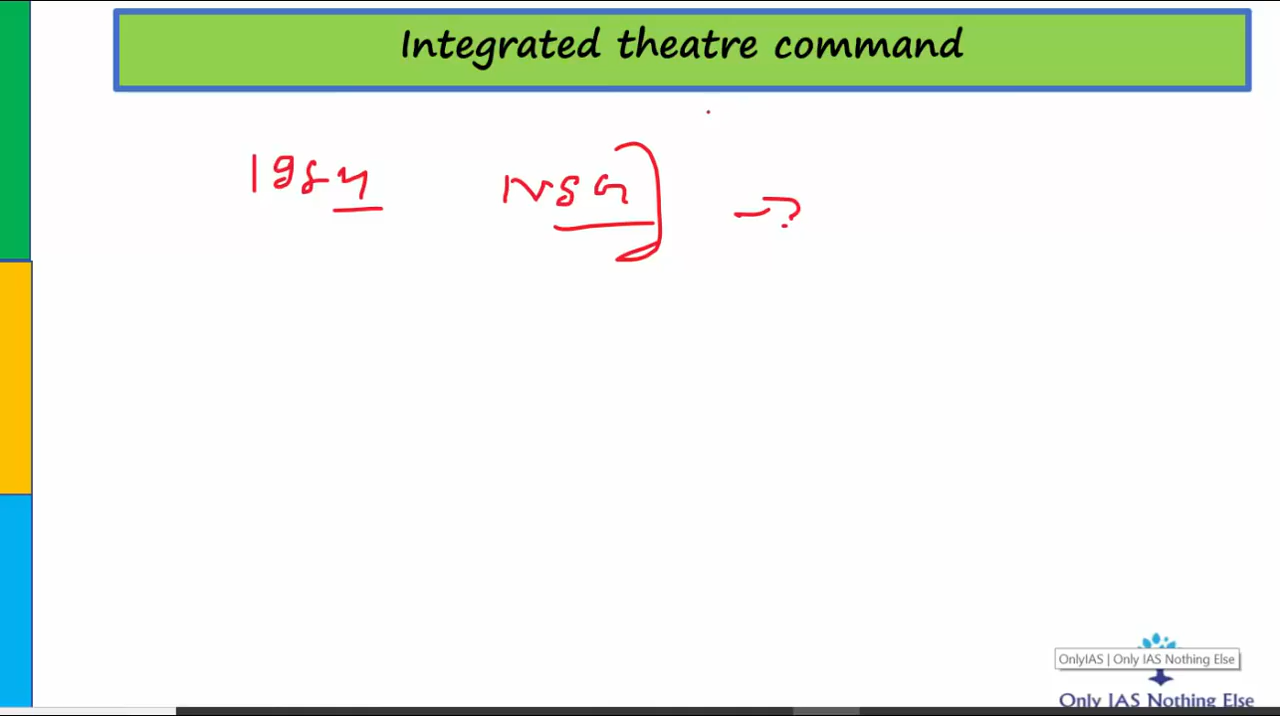 Integrated theatre command
1984 NSG → ?
OnlyIAS | Only IAS Nothing Else
Only IAS Nothing Else